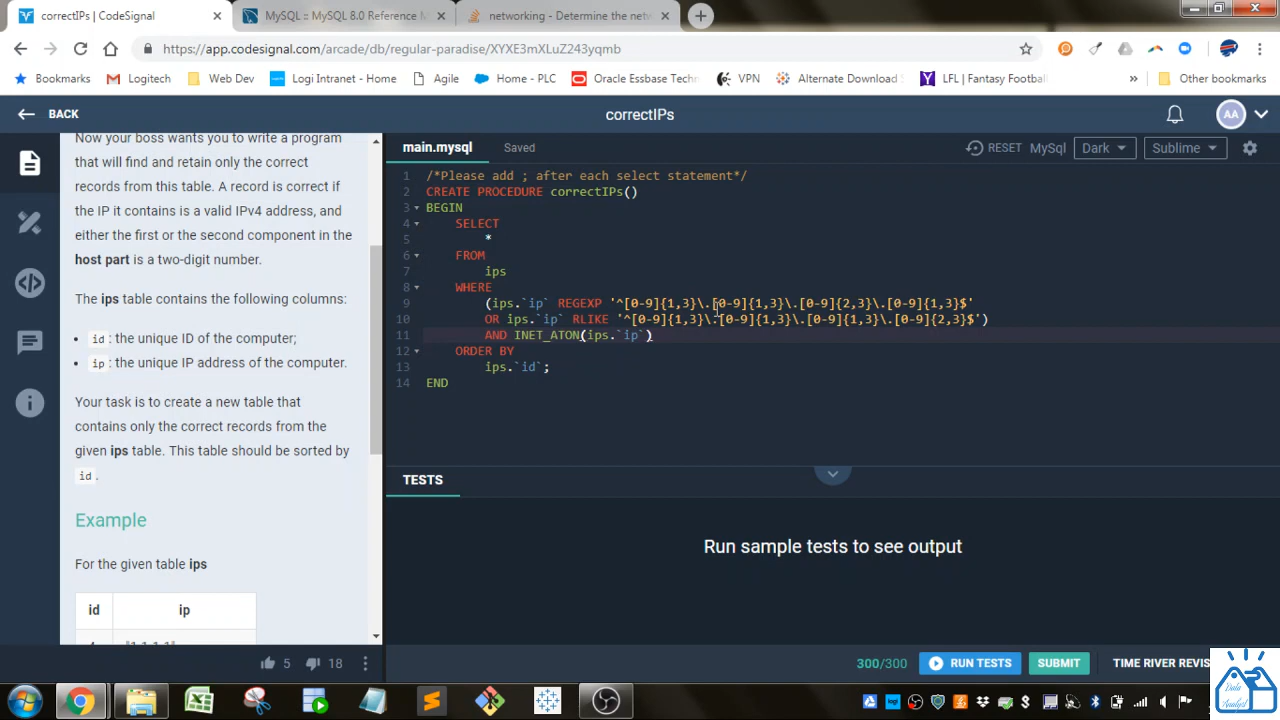 correctIPs | CodeSignal
MySQL :: MySQL 8.0 Reference M
networking - Determine the netw
https://app.codesignal.com/arcade/db/regular-paradise/XYXE3mXLuZ243yqmb
Bookmarks
Logitech
Web Dev
Logi Intranet - Home
Agile
Home - PLC
Oracle Essbase Techn
VPN
Alternate Download S
LFL | Fantasy Football
»
Other bookmarks
BACK
correctIPs
AA
Now your boss wants you to write a program
that will find and retain only the correct
records from this table. A record is correct if
the IP it contains is a valid IPv4 address, and
either the first or the second component in the
host part is a two-digit number.
The ips table contains the following columns:
• id: the unique ID of the computer;
• ip: the unique IP address of the computer.
Your task is to create a new table that
contains only the correct records from the
given ips table. This table should be sorted by
id.
Example
For the given table ips
id ip
5 18
main.mysql Saved
RESET MySql Dark Sublime
1 /*Please add ; after each select statement*/
2 CREATE PROCEDURE correctIPs()
3 BEGIN
4 SELECT
5 *
6 FROM
7 ips
8 WHERE
9 (ips.`ip` REGEXP '^[0-9]{1,3}\.[0-9]{1,3}\.[0-9]{2,3}\.[0-9]{1,3}$'
10 OR ips.`ip` RLIKE '^[0-9]{1,3}\.[0-9]{1,3}\.[0-9]{1,3}\.[0-9]{2,3}$')
11 AND INET_ATON(ips.`ip`)
12 ORDER BY
13 ips.`id`;
14 END
TESTS
Run sample tests to see output
300/300 RUN TESTS SUBMIT TIME RIVER REVIS
Data
Analyst